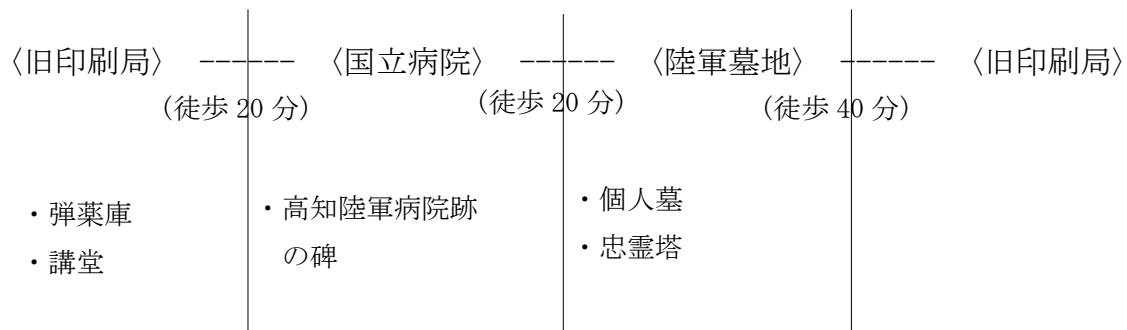 〈旧印刷局〉 ------ 〈国立病院〉 ------ 〈陸軍墓地〉 ------ 〈旧印刷局〉
(徒歩 20 分) (徒歩 20 分) (徒歩 40 分)
・弾薬庫
・講堂
・高知陸軍病院跡
の碑
・個人墓
・忠霊塔